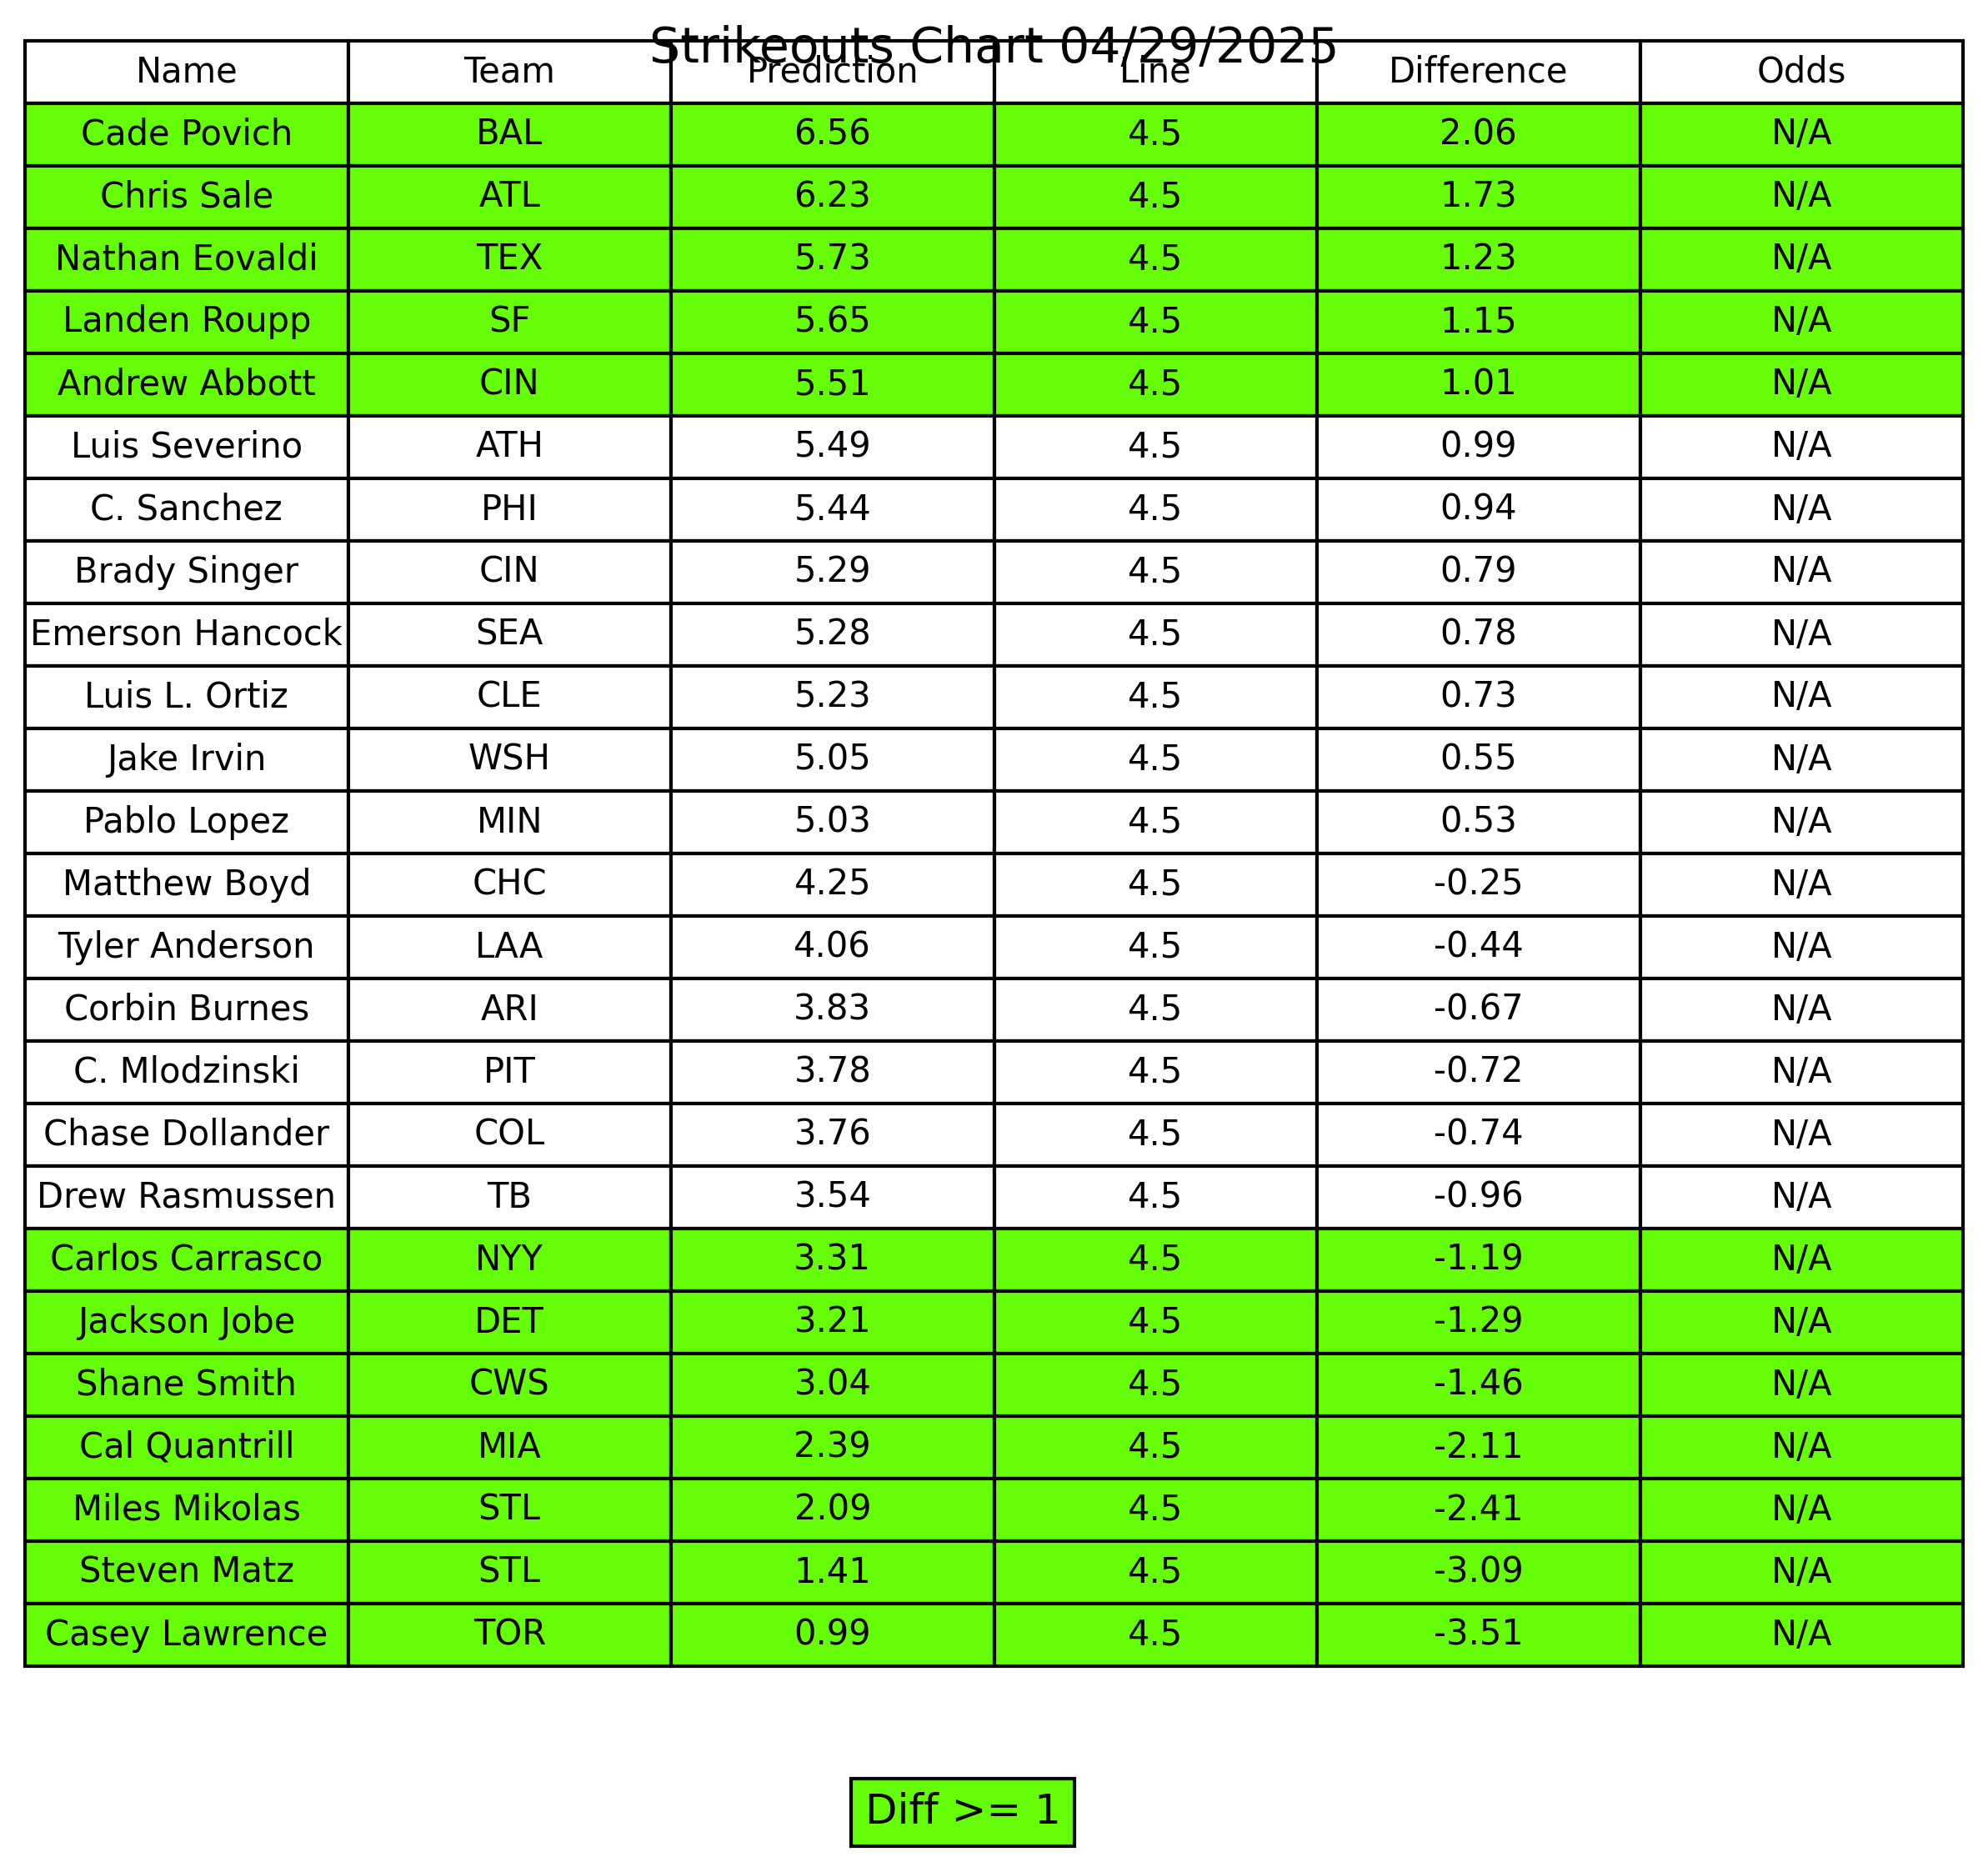 Strikeouts Chart 04/29/2025
Name Team Prediction Line Difference Odds
Cade Povich BAL 6.56 4.5 2.06 N/A
Chris Sale ATL 6.23 4.5 1.73 N/A
Nathan Eovaldi TEX 5.73 4.5 1.23 N/A
Landen Roupp SF 5.65 4.5 1.15 N/A
Andrew Abbott CIN 5.51 4.5 1.01 N/A
Luis Severino ATH 5.49 4.5 0.99 N/A
C. Sanchez PHI 5.44 4.5 0.94 N/A
Brady Singer CIN 5.29 4.5 0.79 N/A
Emerson Hancock SEA 5.28 4.5 0.78 N/A
Luis L. Ortiz CLE 5.23 4.5 0.73 N/A
Jake Irvin WSH 5.05 4.5 0.55 N/A
Pablo Lopez MIN 5.03 4.5 0.53 N/A
Matthew Boyd CHC 4.25 4.5 -0.25 N/A
Tyler Anderson LAA 4.06 4.5 -0.44 N/A
Corbin Burnes ARI 3.83 4.5 -0.67 N/A
C. Mlodzinski PIT 3.78 4.5 -0.72 N/A
Chase Dollander COL 3.76 4.5 -0.74 N/A
Drew Rasmussen TB 3.54 4.5 -0.96 N/A
Carlos Carrasco NYY 3.31 4.5 -1.19 N/A
Jackson Jobe DET 3.21 4.5 -1.29 N/A
Shane Smith CWS 3.04 4.5 -1.46 N/A
Cal Quantrill MIA 2.39 4.5 -2.11 N/A
Miles Mikolas STL 2.09 4.5 -2.41 N/A
Steven Matz STL 1.41 4.5 -3.09 N/A
Casey Lawrence TOR 0.99 4.5 -3.51 N/A
Diff >= 1